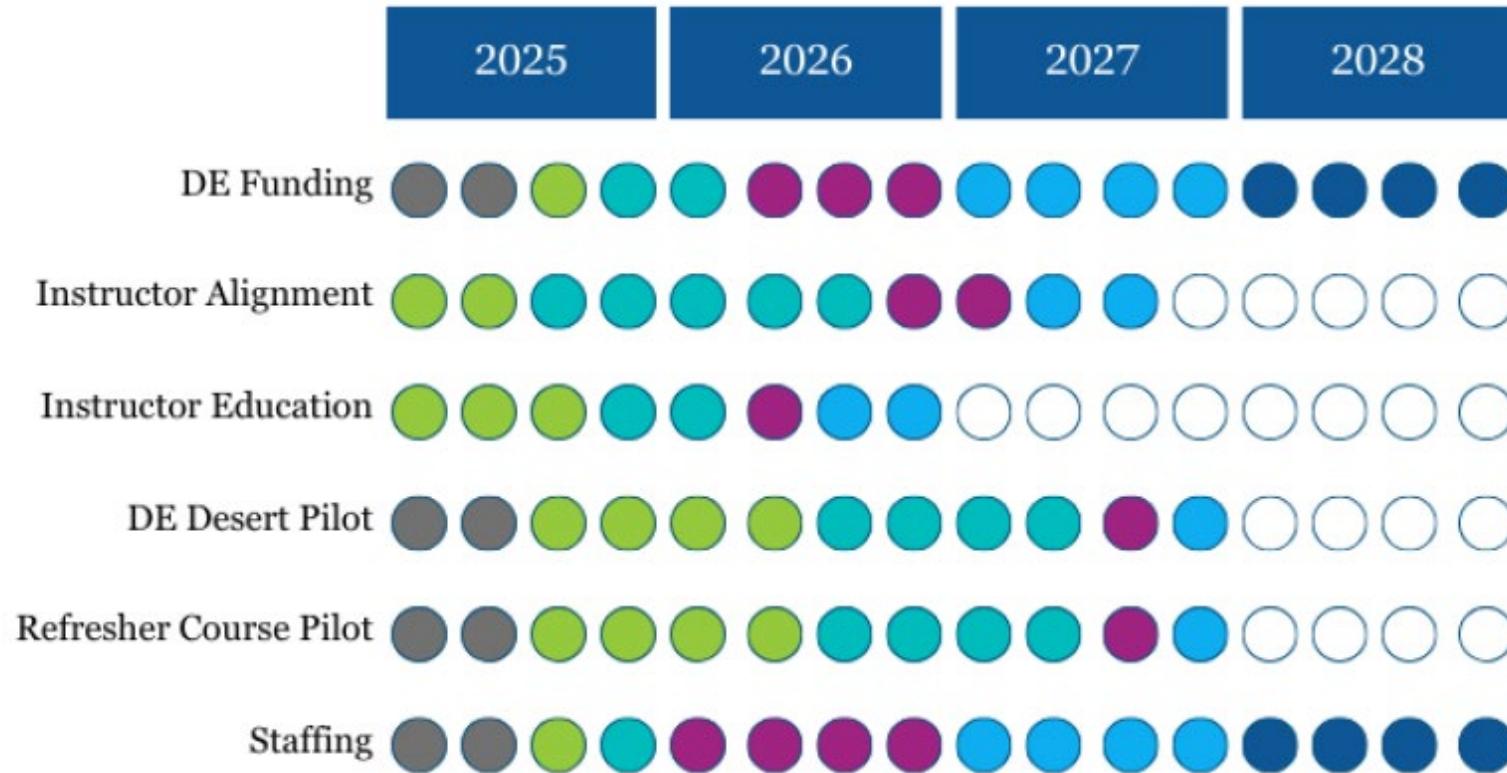 2025
2026
2027
2028
DE Funding
Instructor Alignment
Instructor Education
DE Desert Pilot
Refresher Course Pilot
Staffing